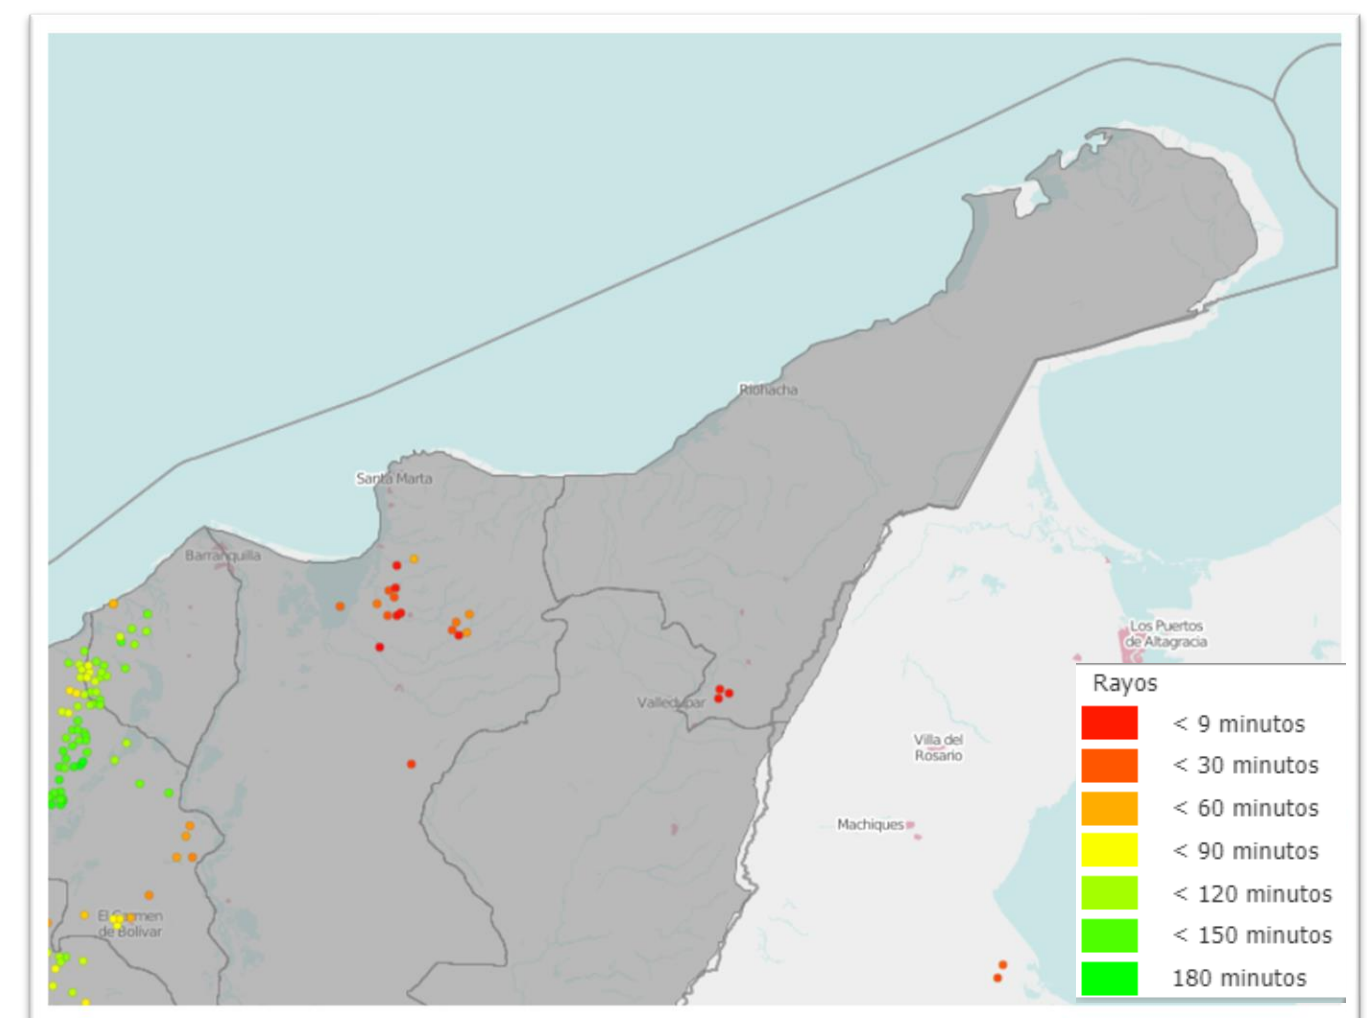 Riohacha
Santa Marta
Barranquilla
Los Puertos
de Altagracia
Valledupar
Villa del
Rosario
Machiques
El Carmen
de Bolívar
Rayos
< 9 minutos
< 30 minutos
< 60 minutos
< 90 minutos
< 120 minutos
< 150 minutos
180 minutos